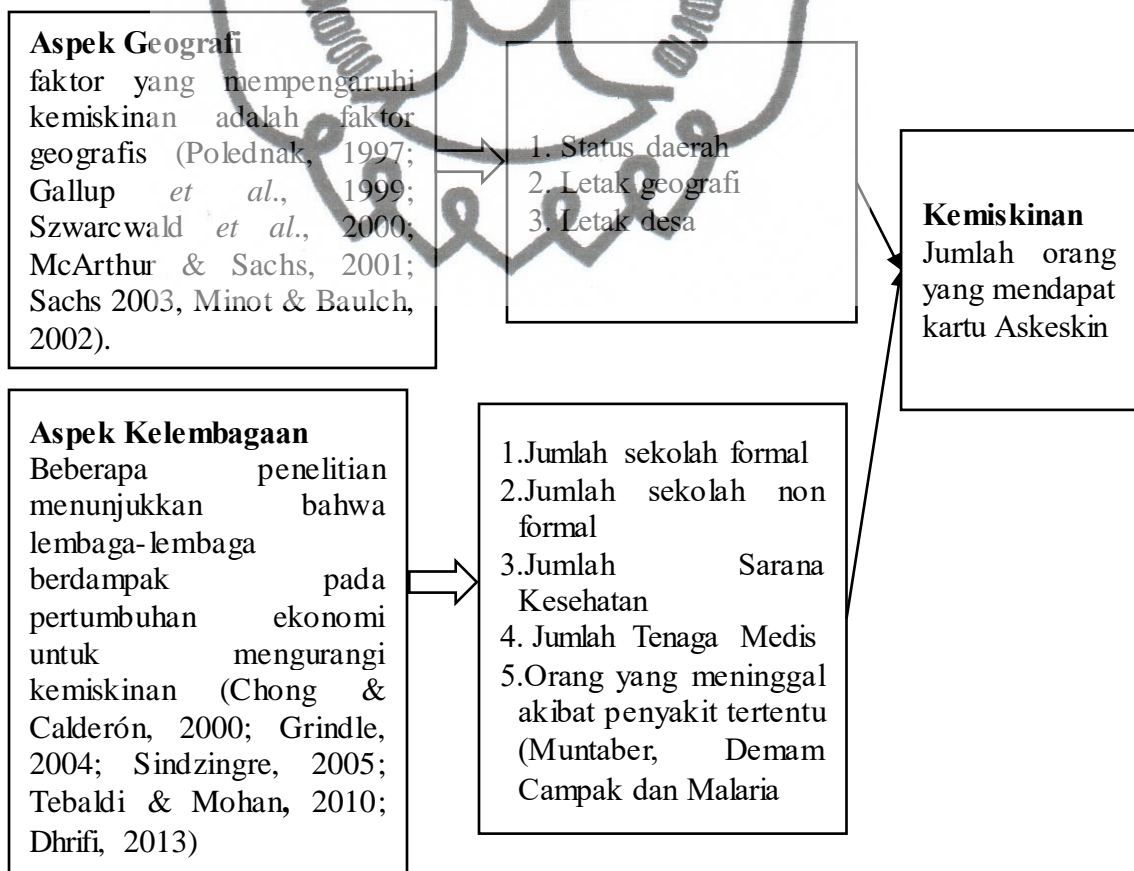 Aspek Geografi
faktor yang mempengaruhi
kemiskinan adalah faktor
geografis (Polednak, 1997;
Gallup et al., 1999;
Szwarcwald et al., 2000;
McArthur & Sachs, 2001;
Sachs 2003, Minot & Baulch,
2002).
1. Status daerah
2. Letak geografi
3. Letak desa
Kemiskinan
Jumlah orang
yang mendapat
kartu Askeskin
Aspek Kelembagaan
Beberapa penelitian
menunjukkan bahwa
lembaga-lembaga
berdampak pada
pertumbuhan ekonomi
untuk mengurangi
kemiskinan (Chong &
Calderón, 2000; Grindle,
2004; Sindzingre, 2005;
Tebaldi & Mohan, 2010;
Dhrifi, 2013)
1.Jumlah sekolah formal
2.Jumlah sekolah non
formal
3.Jumlah Sarana
Kesehatan
4. Jumlah Tenaga Medis
5.Orang yang meninggal
akibat penyakit tertentu
(Muntaber, Demam
Campak dan Malaria